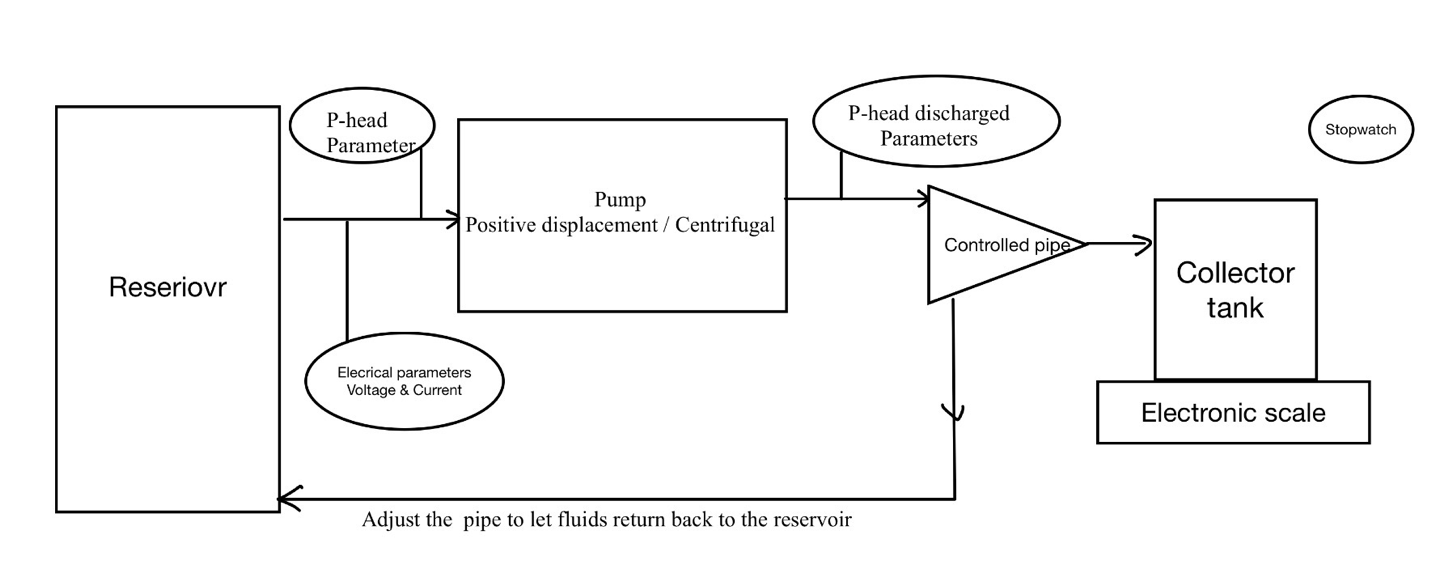 P-head
Parameter
P-head discharged
Parameters
Stopwatch
Pump
Positive displacement / Centrifugal
Controlled pipe
Reseriovr
Collector
tank
Elecrical parameters
Voltage & Current
Electronic scale
Adjust the  pipe to let fluids return back to the reservoir